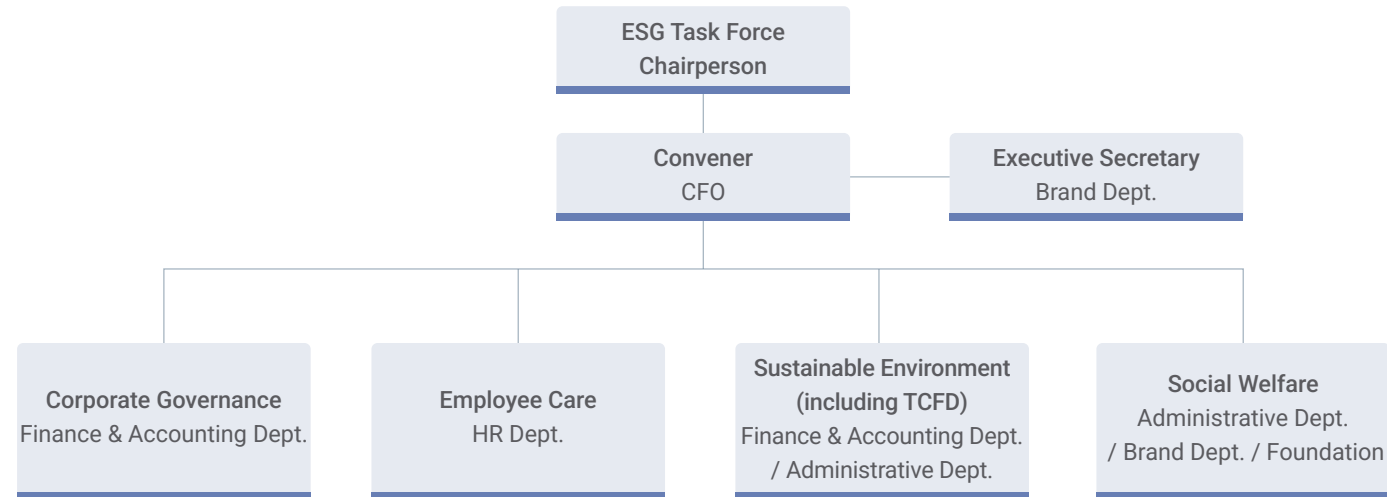 ESG Task Force
Chairperson
Convener
CFO
Executive Secretary
Brand Dept.
Corporate Governance
Finance & Accounting Dept.
Employee Care
HR Dept.
Sustainable Environment
(including TCFD)
Finance & Accounting Dept.
/ Administrative Dept.
Social Welfare
Administrative Dept.
/ Brand Dept. / Foundation